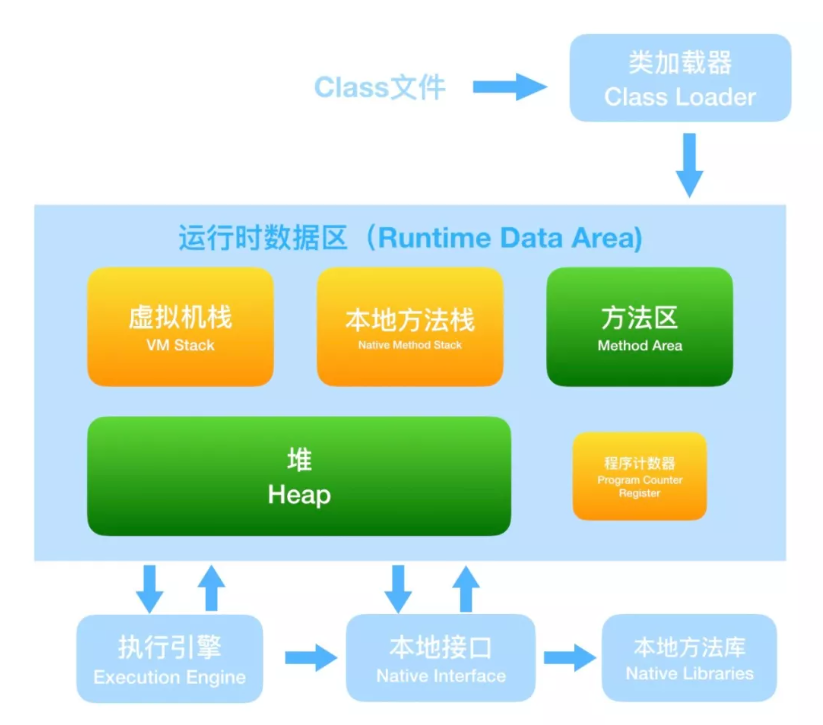 Class文件
类加载器
Class Loader
运行时数据区（Runtime Data Area)
虚拟机栈
VM Stack
本地方法栈
Native Method Stack
方法区
Method Area
堆
Heap
程序计数器
Program Counter
Register
执行引擎
Execution Engine
本地接口
Native Interface
本地方法库
Native Libraries